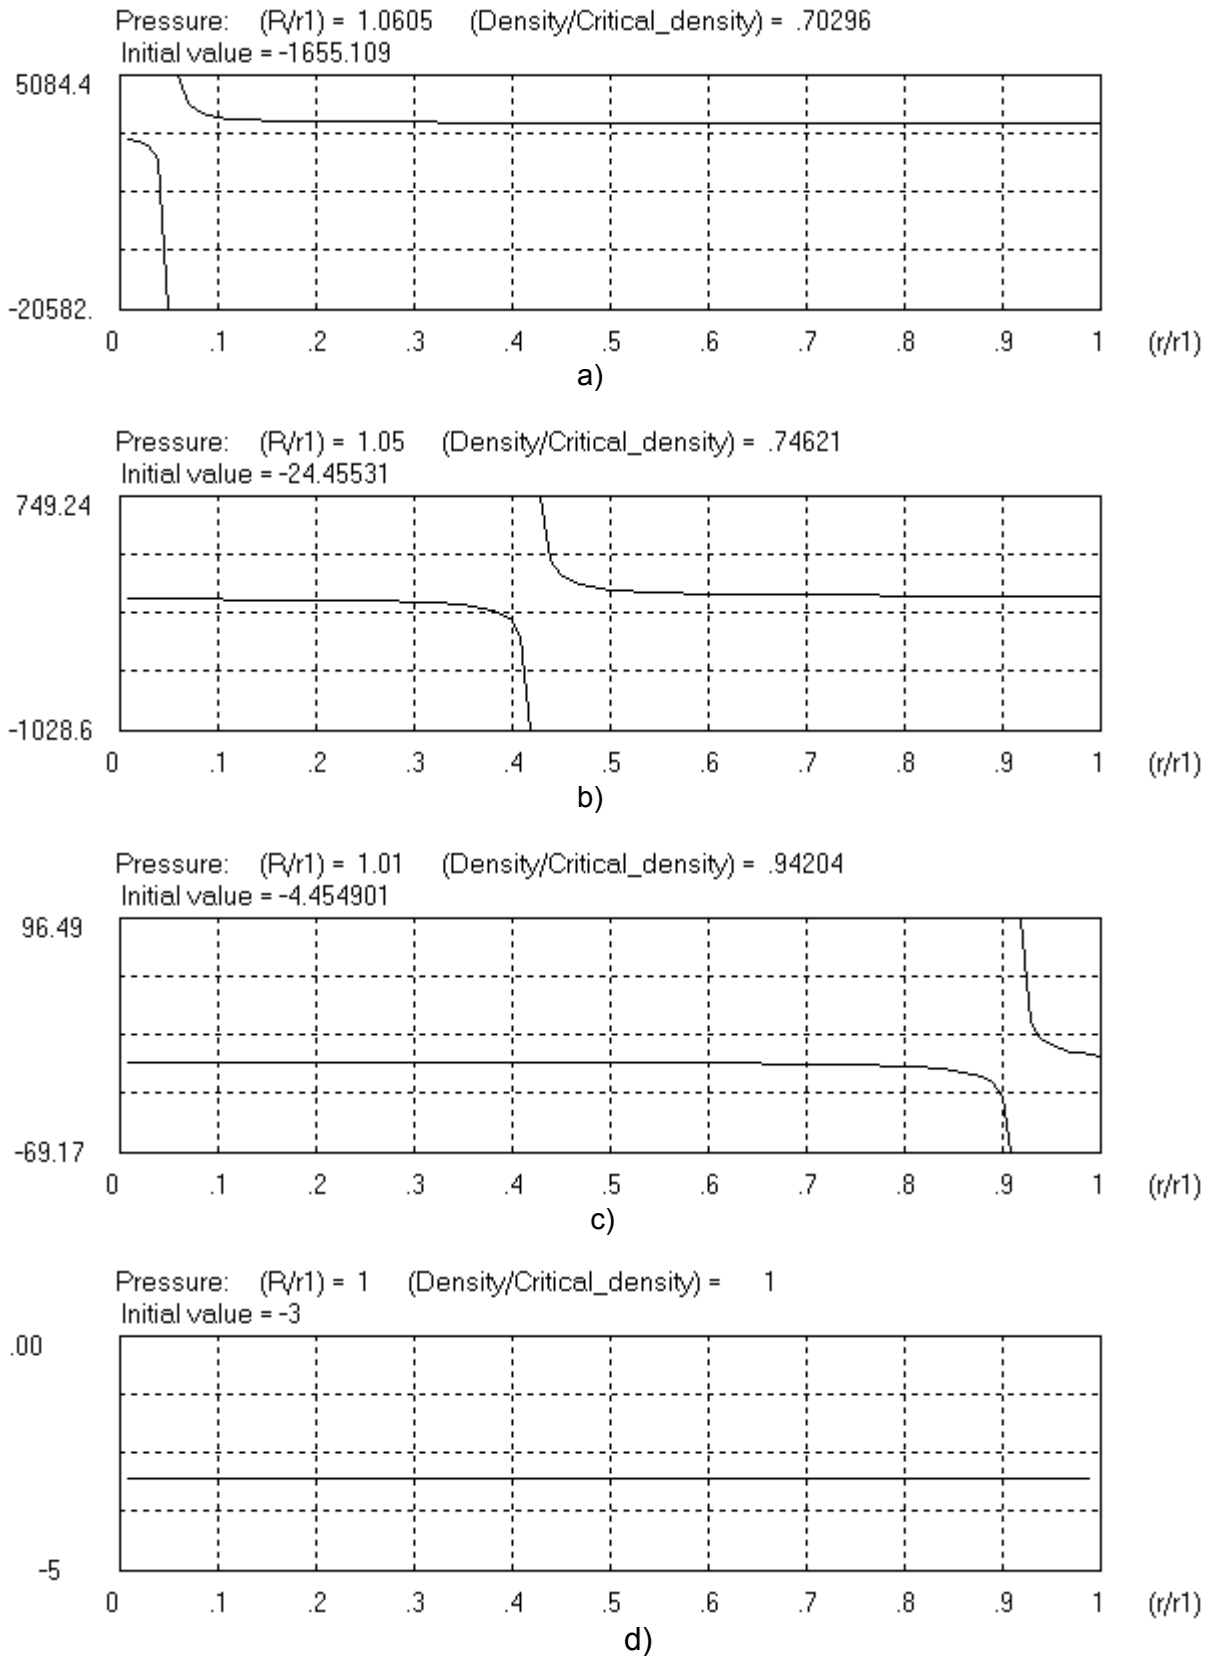 Pressure: (R/r1) = 1.0605 (Density/Critical_density) = .70296
Initial value = -1655.109
5084.4
-20582.
0 .1 .2 .3 .4 .5 .6 .7 .8 .9 1 (r/r1)
a)
Pressure: (R/r1) = 1.05 (Density/Critical_density) = .74621
Initial value = -24.45531
749.24
-1028.6
0 .1 .2 .3 .4 .5 .6 .7 .8 .9 1 (r/r1)
b)
Pressure: (R/r1) = 1.01 (Density/Critical_density) = .94204
Initial value = -4.454901
96.49
-69.17
0 .1 .2 .3 .4 .5 .6 .7 .8 .9 1 (r/r1)
c)
Pressure: (R/r1) = 1 (Density/Critical_density) = 1
Initial value = -3
.00
-5
0 .1 .2 .3 .4 .5 .6 .7 .8 .9 1 (r/r1)
d)